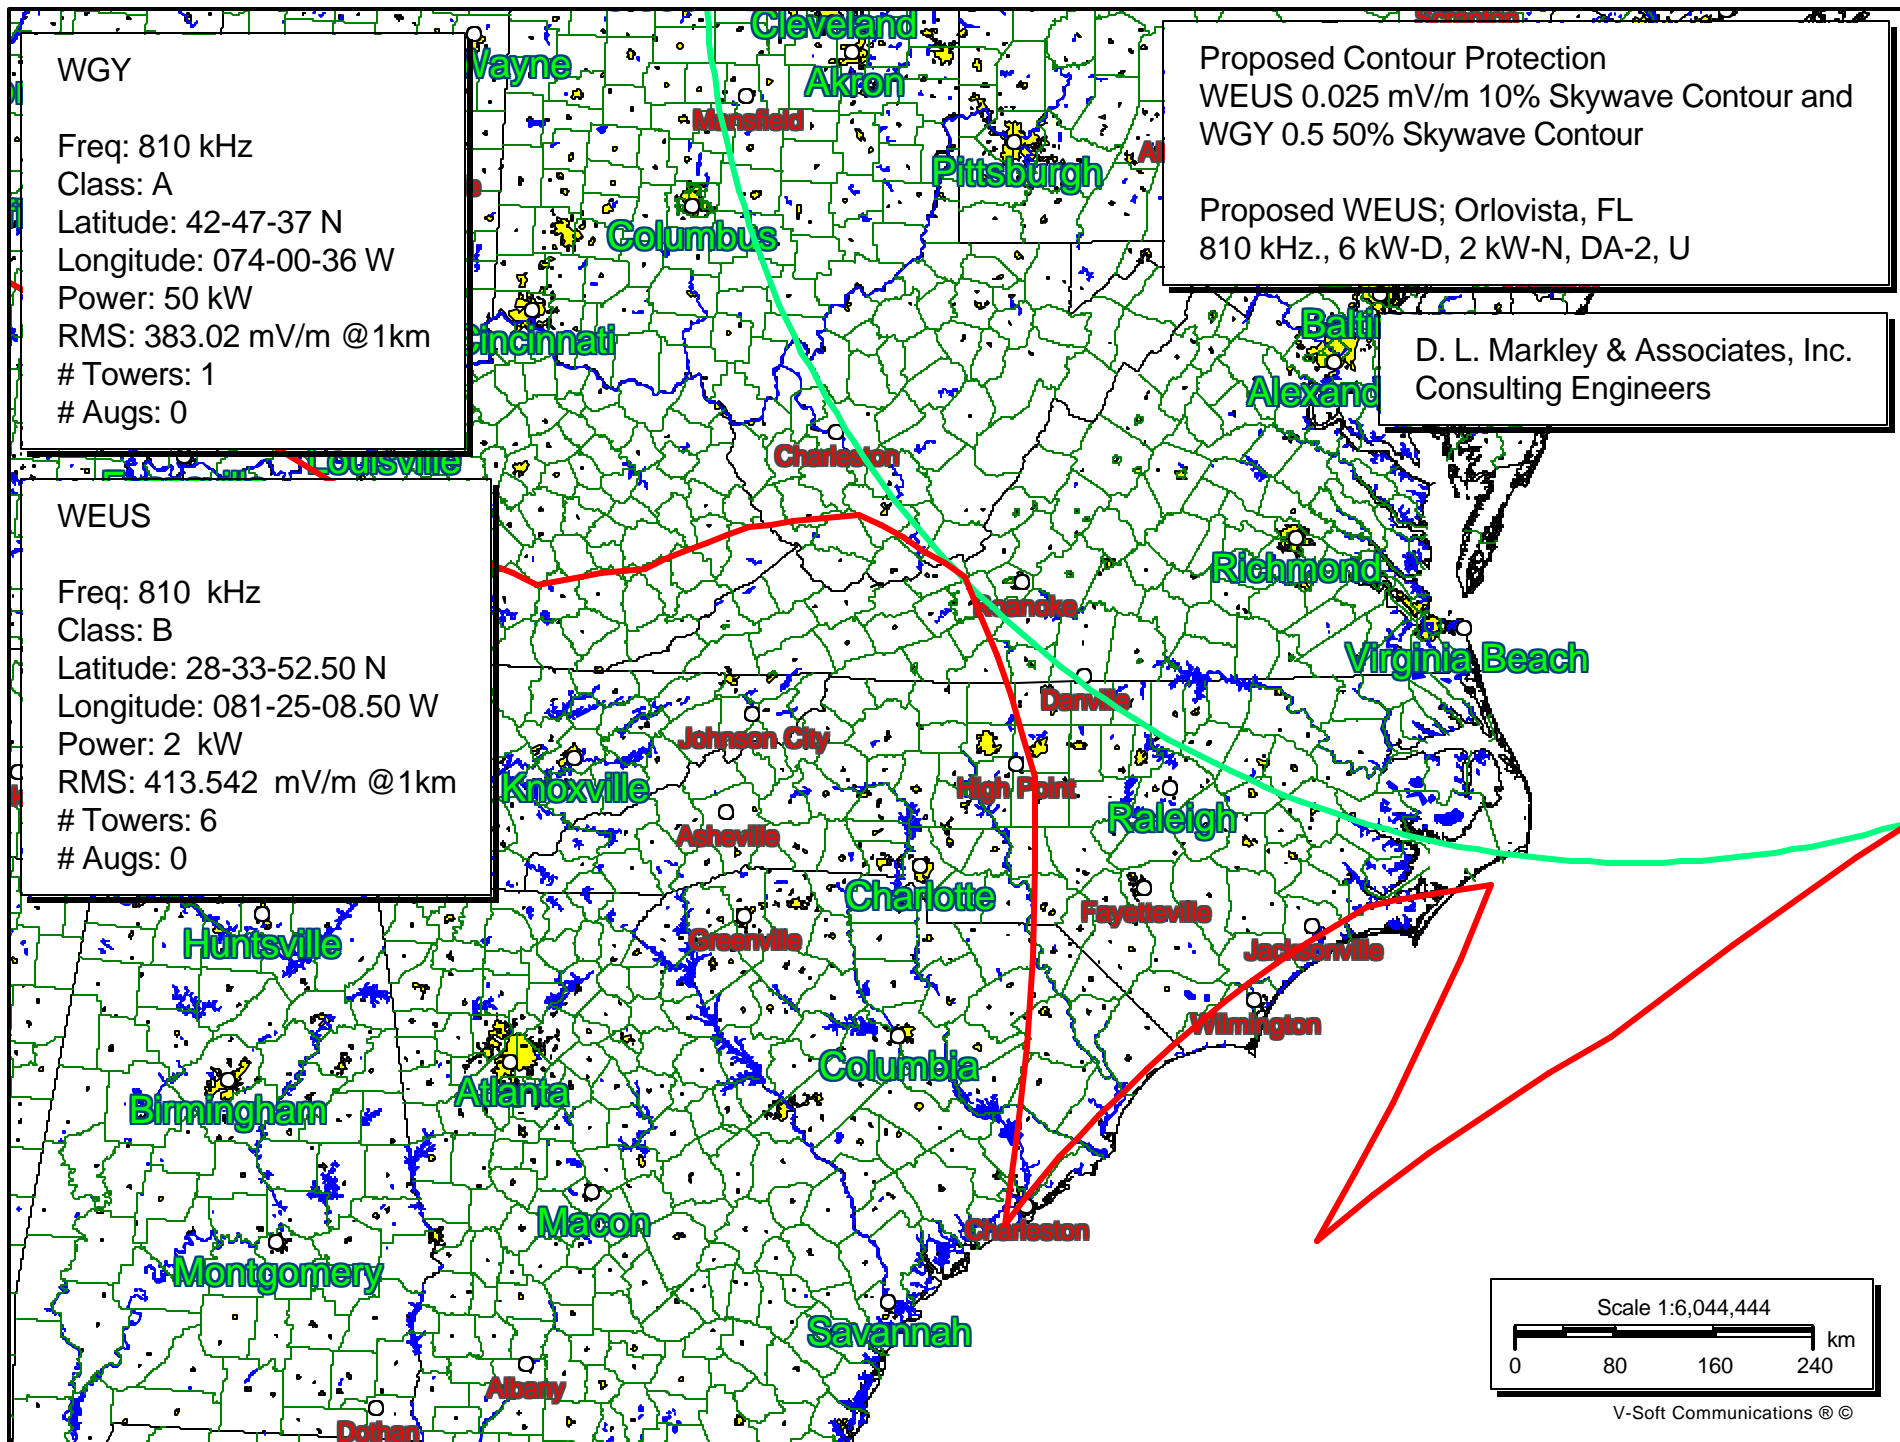 WGY
Freq: 810 kHz
Class: A
Latitude: 42-47-37 N
Longitude: 074-00-36 W
Power: 50 kW
RMS: 383.02 mV/m @1km
# Towers: 1
# Augs: 0
WEUS
Freq: 810 kHz
Class: B
Latitude: 28-33-52.50 N
Longitude: 081-25-08.50 W
Power: 2 kW
RMS: 413.542 mV/m @1km
# Towers: 6
# Augs: 0
Proposed Contour Protection
WEUS 0.025 mV/m 10% Skywave Contour and
WGY 0.5 50% Skywave Contour
Proposed WEUS; Orlovista, FL
810 kHz., 6 kW-D, 2 kW-N, DA-2, U
D. L. Markley & Associates, Inc.
Consulting Engineers
Scranton
Cleveland
Wayne
Akron
Mansfield
Pittsburgh
Columbus
Cincinnati
Balti
Alexand
Charleston
Louisville
Richmond
Roanoke
Virginia Beach
Danville
Johnson City
Knoxville
High Point
Raleigh
Asheville
Charlotte
Fayetteville
Greenville
Jacksonville
Huntsville
Wilmington
Columbia
Atlanta
Birmingham
Macon
Charleston
Montgomery
Savannah
Albany
Dothan
Scale 1:6,044,444
km
0 80 160 240
V-Soft Communications ® ©